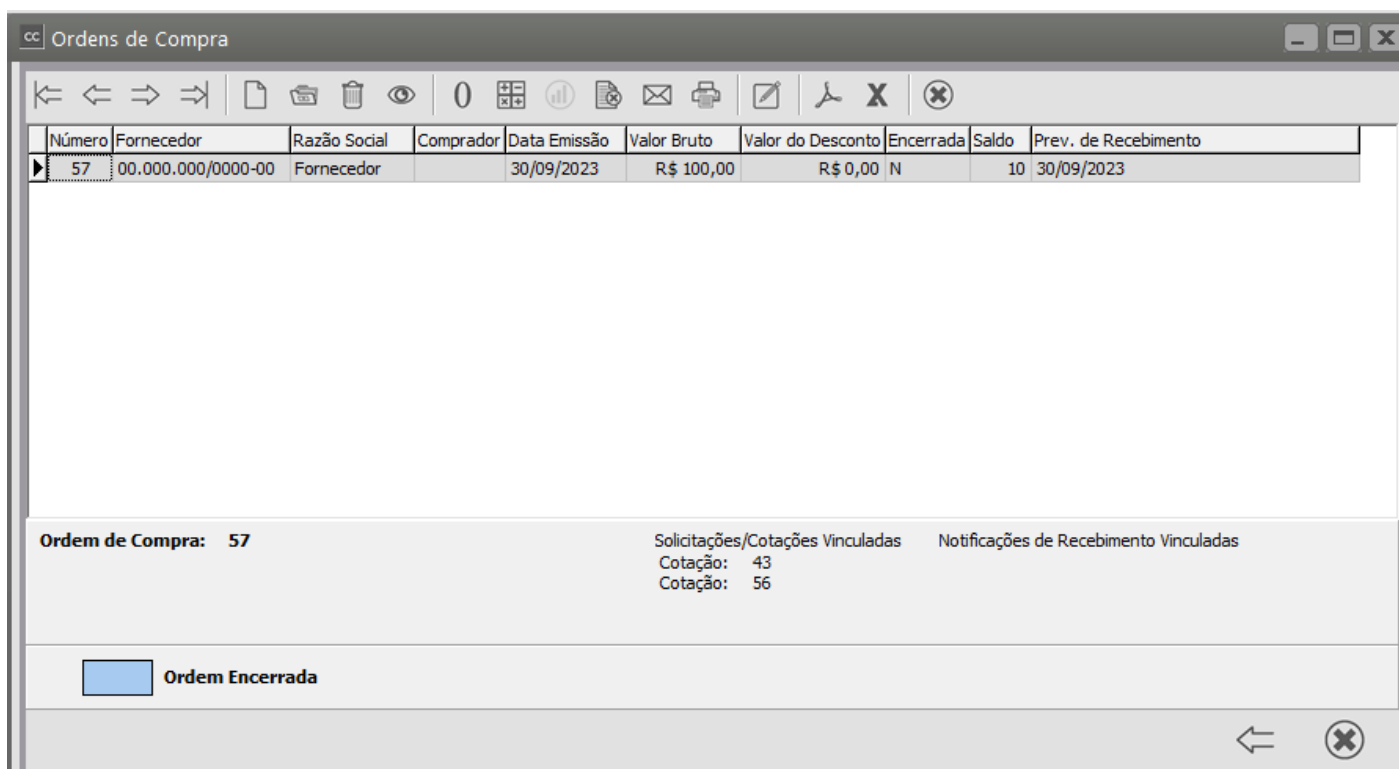 cc Ordens de Compra
0 X
Número Fornecedor Razão Social Comprador Data Emissão Valor Bruto Valor do Desconto Encerrada Saldo Prev. de Recebimento
57 00.000.000/0000-00 Fornecedor 30/09/2023 R$ 100,00 R$ 0,00 N 10 30/09/2023
Ordem de Compra: 57 Solicitações/Cotações Vinculadas Notificações de Recebimento Vinculadas
Cotação: 43
Cotação: 56
Ordem Encerrada